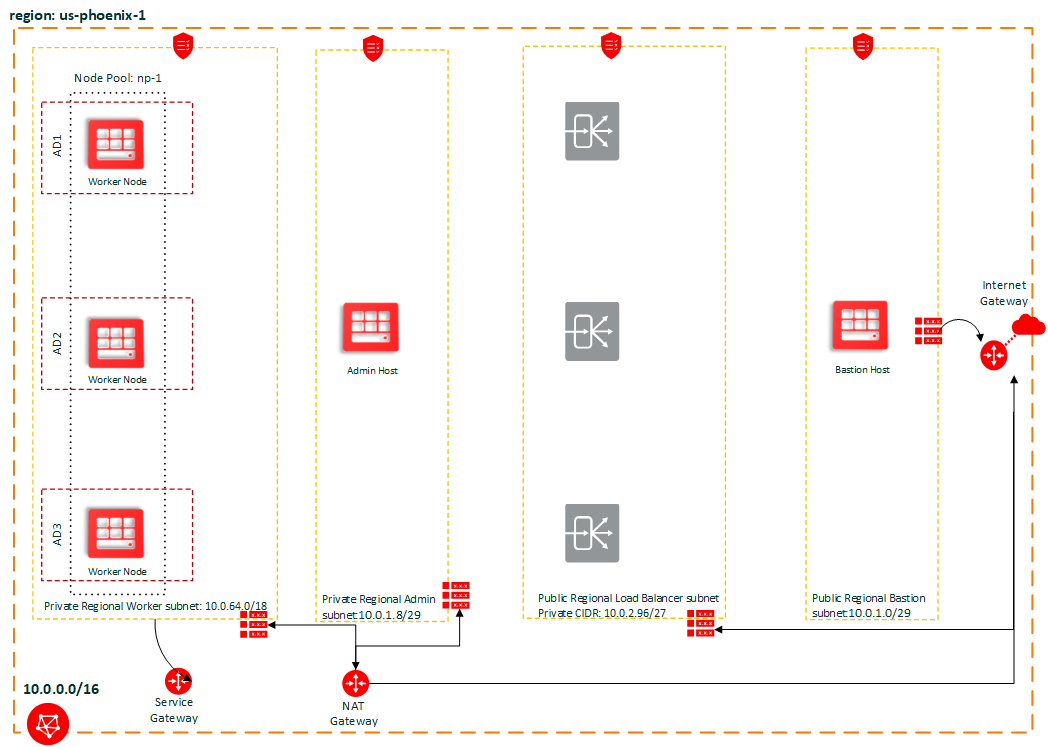 region: us-phoenix-1
Node Pool: np-1
AD1
Worker Node
AD2
Worker Node
AD3
Worker Node
Private Regional Worker subnet: 10.0.64.0/18
Admin Host
Private Regional Admin
subnet:10.0.1.8/29
Public Regional Load Balancer subnet
Private CIDR: 10.0.2.96/27
Bastion Host
Public Regional Bastion
subnet:10.0.1.0/29
Internet
Gateway
10.0.0.0/16
Service
Gateway
NAT
Gateway